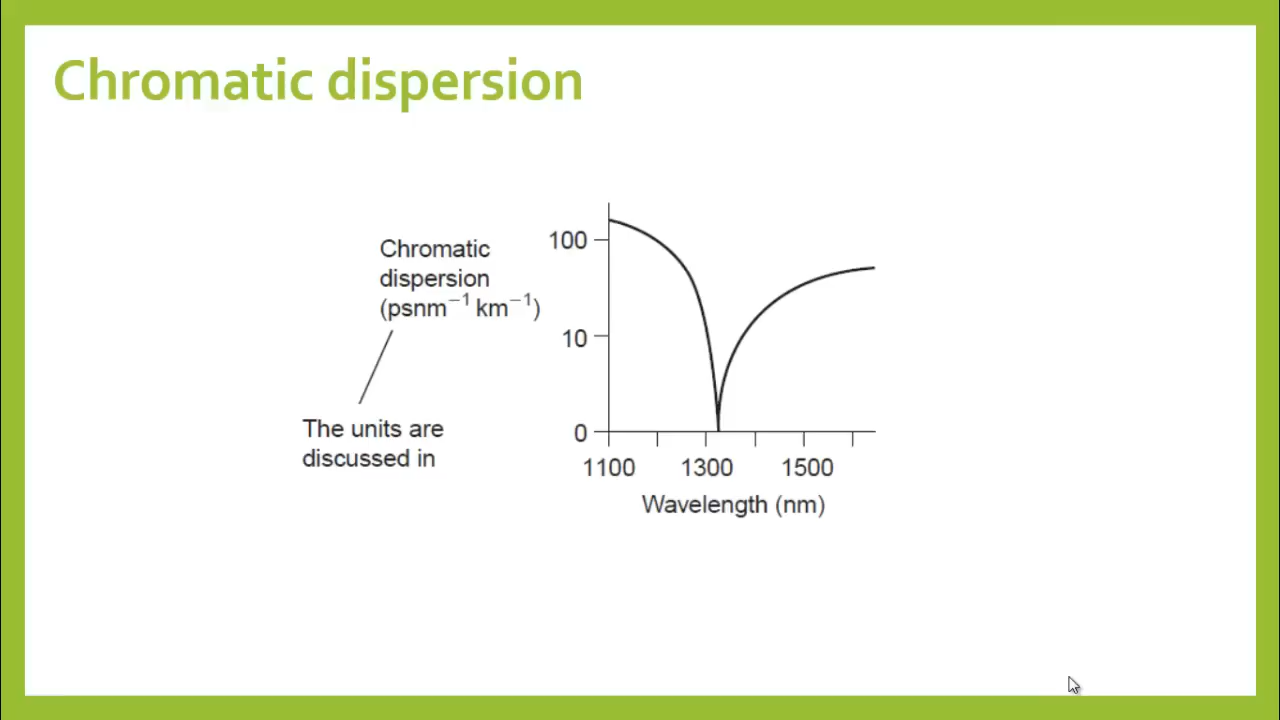 Chromatic dispersion
Chromatic
dispersion
(psnm⁻¹ km⁻¹)
The units are
discussed in
100
10
0
1100 1300 1500
Wavelength (nm)